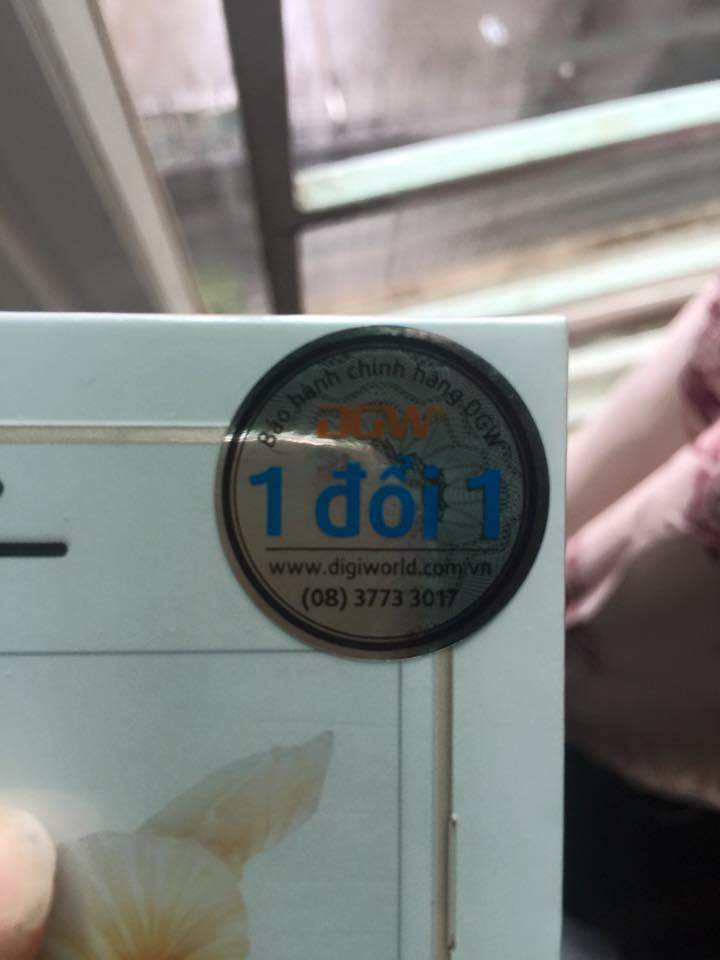 Bảo hành chính hãng DGW
DGW
1 đổi 1
www.digiworld.com.vn
(08) 3773 3017